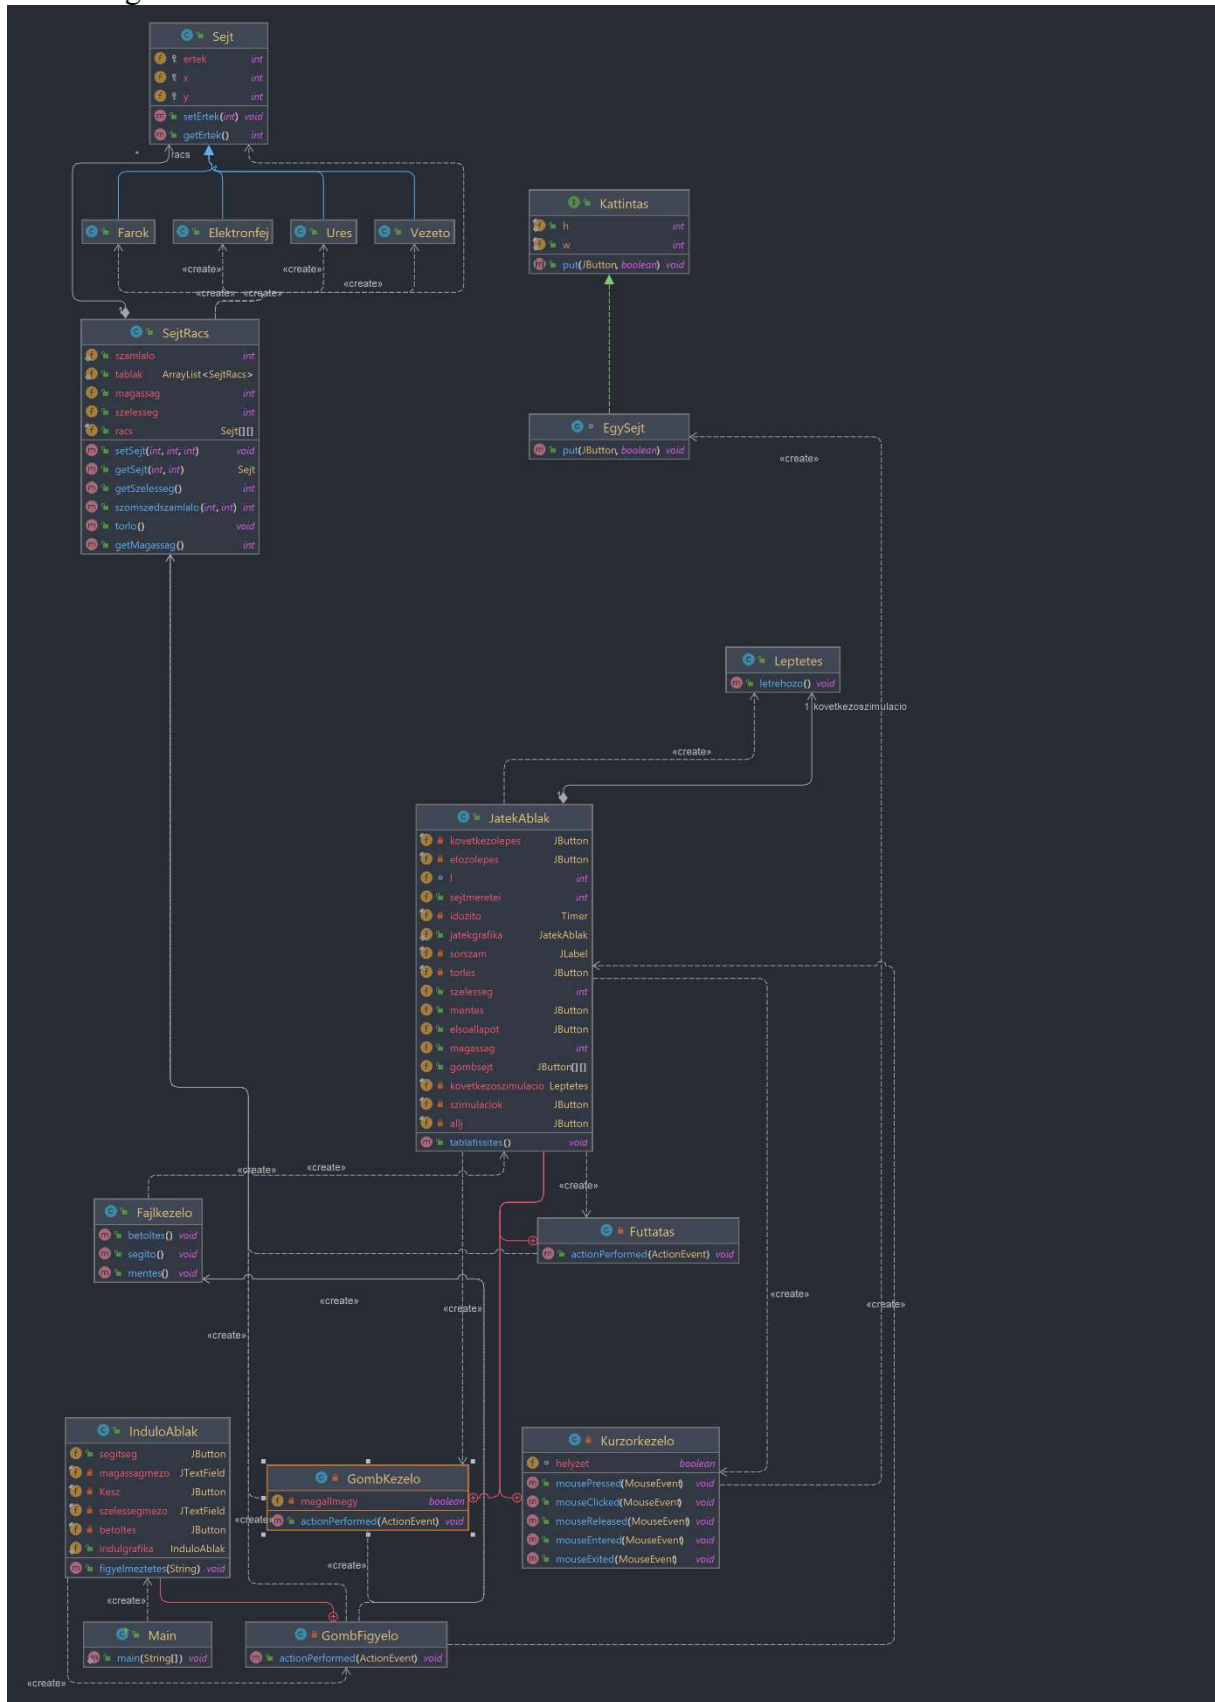 Sejt
ertek int
x int
y int
setErtek(int) void
getErtek() int
* racs
Farok
Elektronfej
Ures
Vezeto
«create»
«create»
«create»
«create»
«create»
Kattintas
h int
w int
put(JButton, boolean) void
1
SejtRacs
szamlalo int
tablak ArrayList<SejtRacs>
magassag int
szelesseg int
racs Sejt[][]
setSejt(int, int, int) void
getSejt(int, int) Sejt
getSzelesseg() int
szomszedszamlalo(int, int) int
torlo() void
getMagassag() int
EgySejt
put(JButton, boolean) void
«create»
Leptetes
letrehozo() void
1 kovetkezoszimulacio
«create»
1
JatekAblak
kovetkezolepes JButton
elozolepes JButton
l int
sejtmeretei int
idozito Timer
jatekgrafika JatekAblak
sorszam JLabel
torles JButton
szelesseg int
mentes JButton
elsoallapot JButton
magassag int
gombsejt JButton[][]
kovetkezoszimulacio Leptetes
szimulaciok JButton
allj JButton
tablafissites() void
«create»
«create»
«create»
Fajlkezelo
betoltes() void
segito() void
mentes() void
Futtatas
actionPerformed(ActionEvent) void
«create»
«create»
«create»
«create»
«create»
InduloAblak
segitseg JButton
magassagmezo JTextField
Kesz JButton
szelessegmezo JTextField
betoltes JButton
indulgrafika InduloAblak
figyelmeztetes(String) void
GombKezelo
megallmegy boolean
actionPerformed(ActionEvent) void
«create»
Kurzorkezelo
helyzet boolean
mousePressed(MouseEvent) void
mouseClicked(MouseEvent) void
mouseReleased(MouseEvent) void
mouseEntered(MouseEvent) void
mouseExited(MouseEvent) void
«create»
«create»
Main
main(String[]) void
GombFigyelo
actionPerformed(ActionEvent) void
«create»